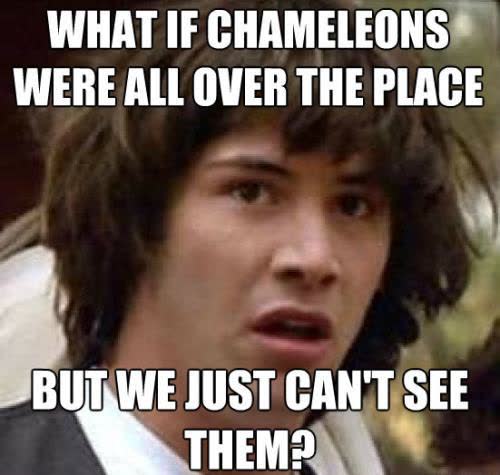 WHAT IF CHAMELEONS
WERE ALL OVER THE PLACE
BUT WE JUST CAN'T SEE
THEM?